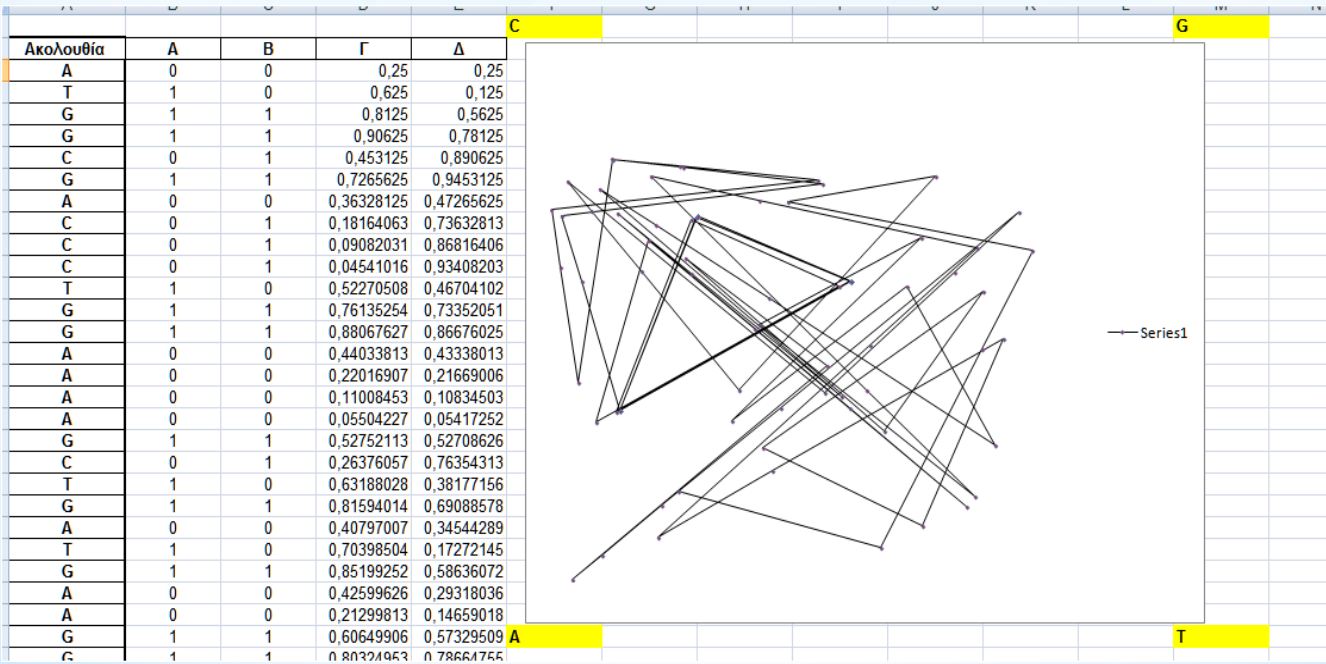 C G
Ακολουθία Α Β Γ Δ
A 0 0 0,25 0,25
T 1 0 0,625 0,125
G 1 1 0,8125 0,5625
G 1 1 0,90625 0,78125
C 0 1 0,453125 0,890625
G 1 1 0,7265625 0,9453125
A 0 0 0,36328125 0,47265625
C 0 1 0,18164063 0,73632813
C 0 1 0,09082031 0,86816406
C 0 1 0,04541016 0,93408203
T 1 0 0,52270508 0,46704102
G 1 1 0,76135254 0,73352051
G 1 1 0,88067627 0,86676025
A 0 0 0,44033813 0,43338013
A 0 0 0,22016907 0,21669006
A 0 0 0,11008453 0,10834503
A 0 0 0,05504227 0,05417252
G 1 1 0,52752113 0,52708626
C 0 1 0,26376057 0,76354313
T 1 0 0,63188028 0,38177156
G 1 1 0,81594014 0,69088578
A 0 0 0,40797007 0,34544289
T 1 0 0,70398504 0,17272145
G 1 1 0,85199252 0,58636072
A 0 0 0,42599626 0,29318036
A 0 0 0,21299813 0,14659018
G 1 1 0,60649906 0,57329509
G 1 1 0,80324953 0,78664755
Series1
A T